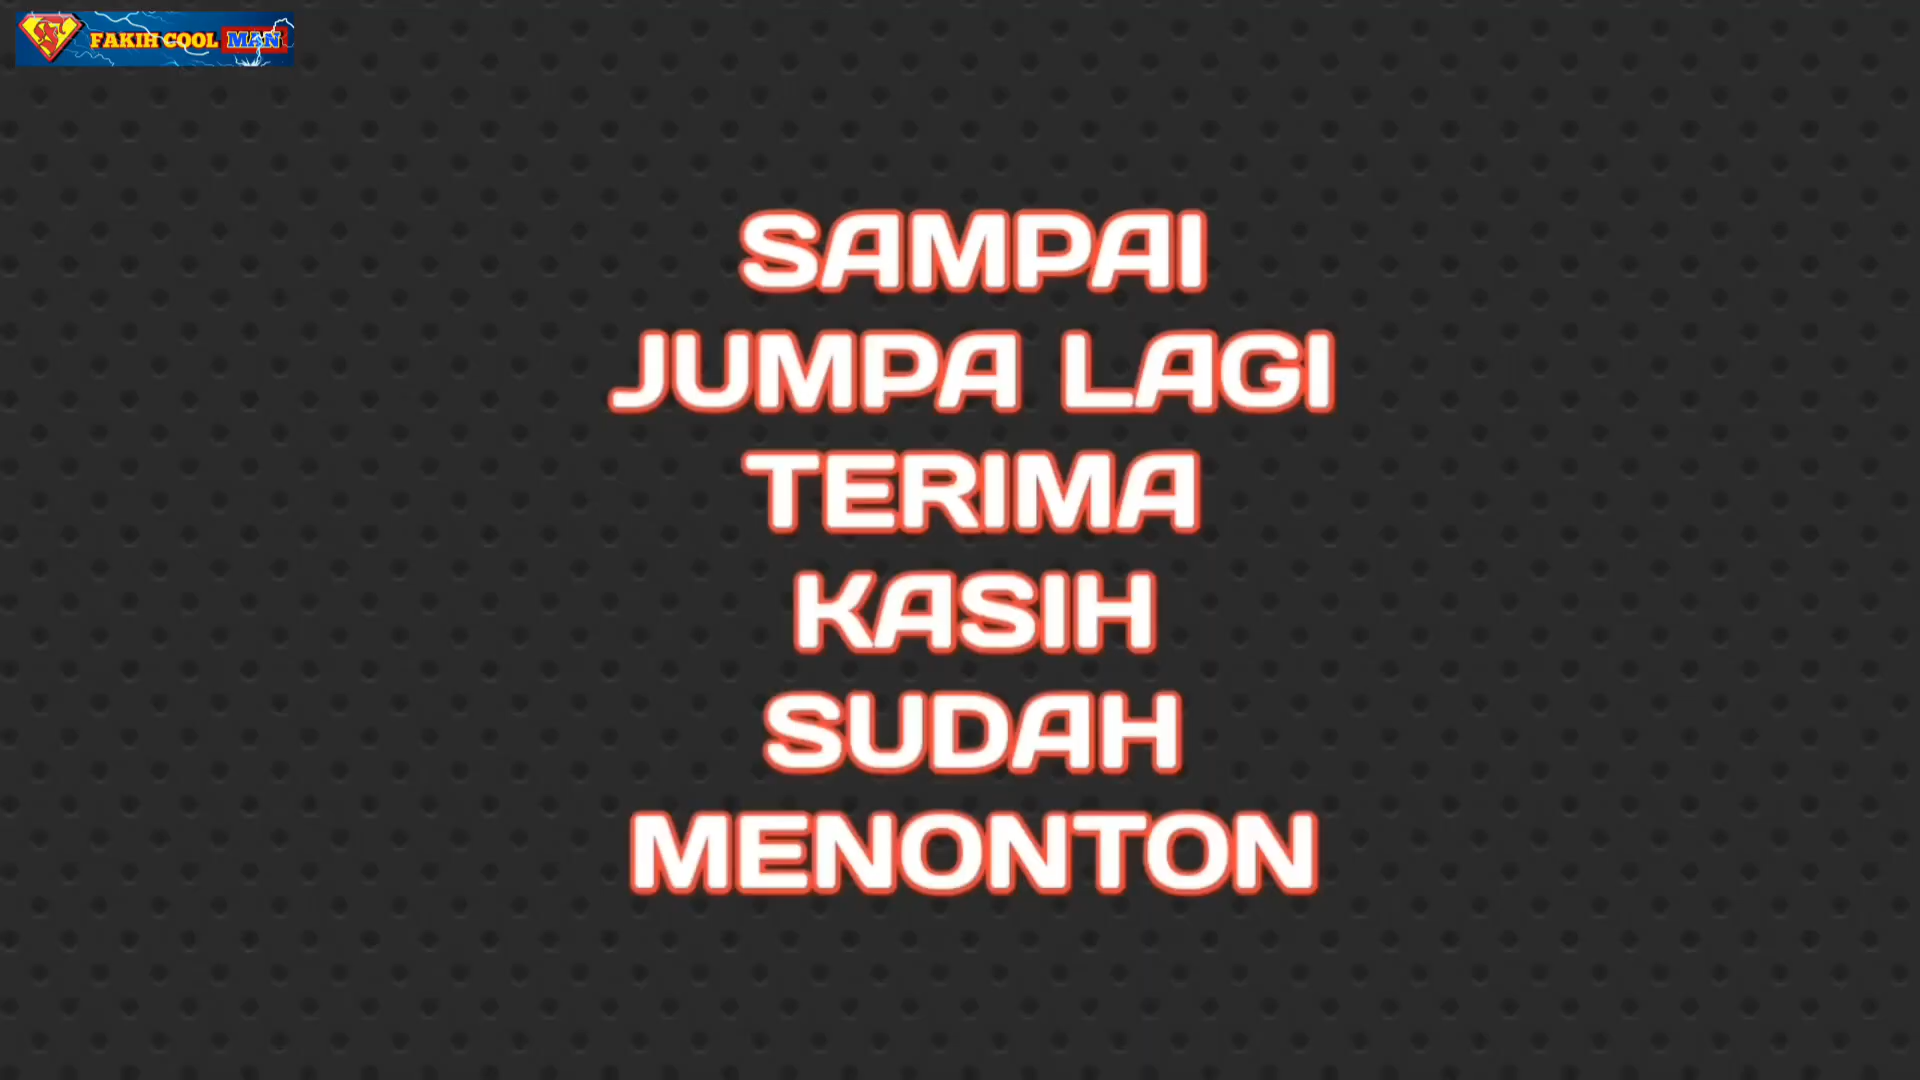 FAKIH COOL MAN
SAMPAI
JUMPA LAGI
TERIMA
KASIH
SUDAH
MENONTON